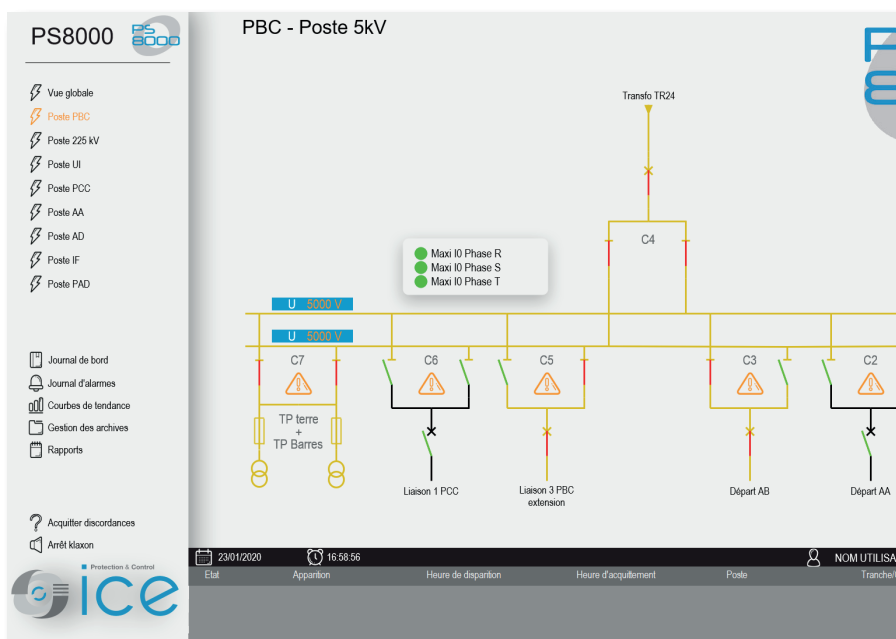 PS8000
PS
8000
PBC - Poste 5kV
Vue globale
Poste PBC
Poste 225 kV
Poste UI
Poste PCC
Poste AA
Poste AD
Poste IF
Poste PAD
Journal de bord
Journal d'alarmes
Courbes de tendance
Gestion des archives
Rapports
Acquitter discordances
Arrêt klaxon
Protection & Control
ice
Transfo TR24
C4
Maxi I0 Phase R
Maxi I0 Phase S
Maxi I0 Phase T
U 5000 V
U 5000 V
C7
C6
C5
C3
C2
TP terre
+
TP Barres
Liaison 1 PCC
Liaison 3 PBC
extension
Départ AB
Départ AA
23/01/2020
16:58:56
NOM UTILISA
Etat
Apparition
Heure de disparition
Heure d'acquittement
Poste
Tranche/